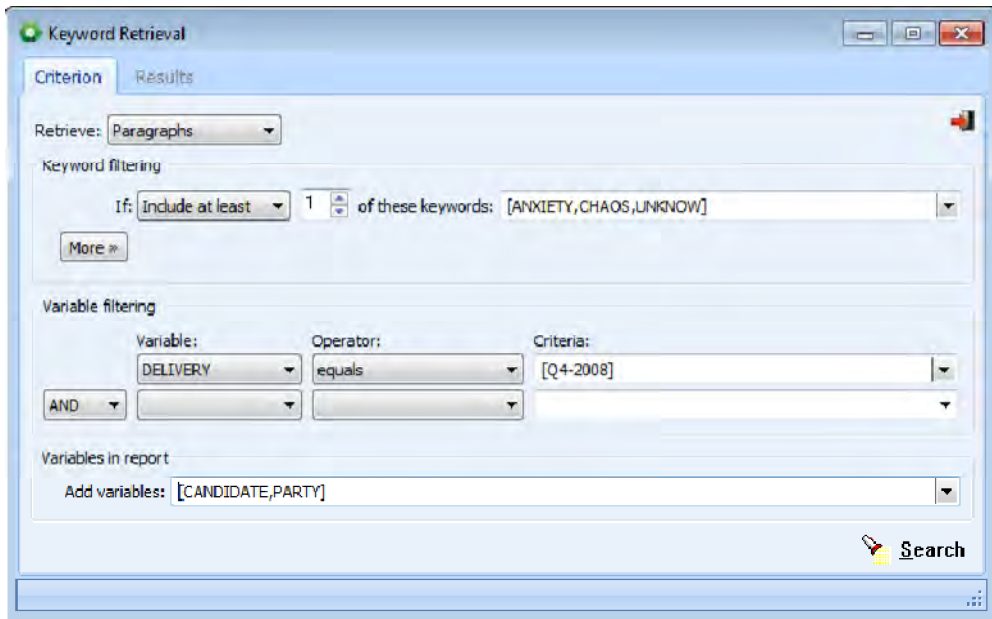 Keyword Retrieval
Criterion Results
Retrieve: Paragraphs
Keyword filtering
If: Include at least 1 of these keywords: [ANXIETY,CHAOS,UNKNOW]
More »
Variable filtering
Variable: Operator: Criteria:
DELIVERY equals [Q4-2008]
AND
Variables in report
Add variables: [CANDIDATE,PARTY]
Search